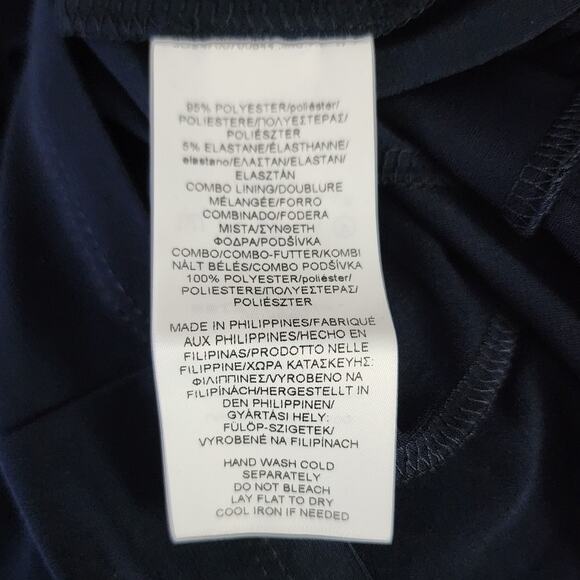 95% POLYESTER/poliéster/
POLIESTERE/ΠΟΛΥΕΣΤΕΡΑΣ/
POLIÉSZTER
5% ELASTANE/ÉLASTHANNE/
elastano/ΕΛΑΣΤΑΝ/ELASTAN/
ELASZTÁN
COMBO LINING/DOUBLURE
MÉLANGÉE/FORRO
COMBINADO/FODERA
MISTA/ΣΥΝΘΕΤΗ
ΦΟΔΡΑ/PODŠÍVKA
COMBO/COMBO-FUTTER/KOMBI
NÁLT BÉLÉS/COMBO PODŠÍVKA
100% POLYESTER/poliéster/
POLIESTERE/ΠΟΛΥΕΣΤΕΡΑΣ/
POLIÉSZTER
MADE IN PHILIPPINES/FABRIQUÉ
AUX PHILIPPINES/HECHO EN
FILIPINAS/PRODOTTO NELLE
FILIPPINE/ΧΩΡΑ ΚΑΤΑΣΚΕΥΗΣ:
ΦΙΛΙΠΠΙΝΕΣ/VYROBENO NA
FILIPÍNÁCH/HERGESTELLT IN
DEN PHILIPPINEN/
GYÁRTÁSI HELY:
FÜLÖP-SZIGETEK/
VYROBENÉ NA FILIPÍNACH
HAND WASH COLD
SEPARATELY
DO NOT BLEACH
LAY FLAT TO DRY
COOL IRON IF NEEDED